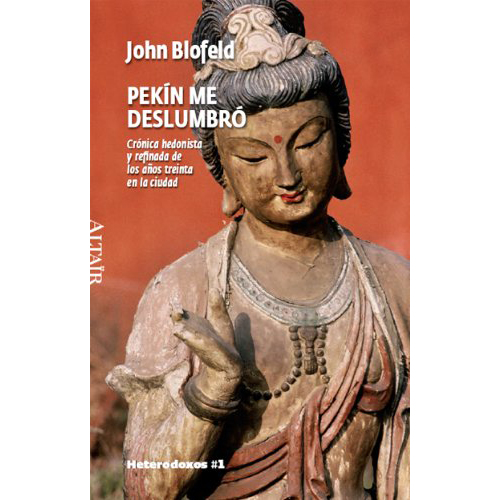 John Blofeld
PEKÍN ME
DESLUMBRÓ
Crónica hedonista
y refinada de
los años treinta
en la ciudad
ALTAÏR
Heterodoxos #1